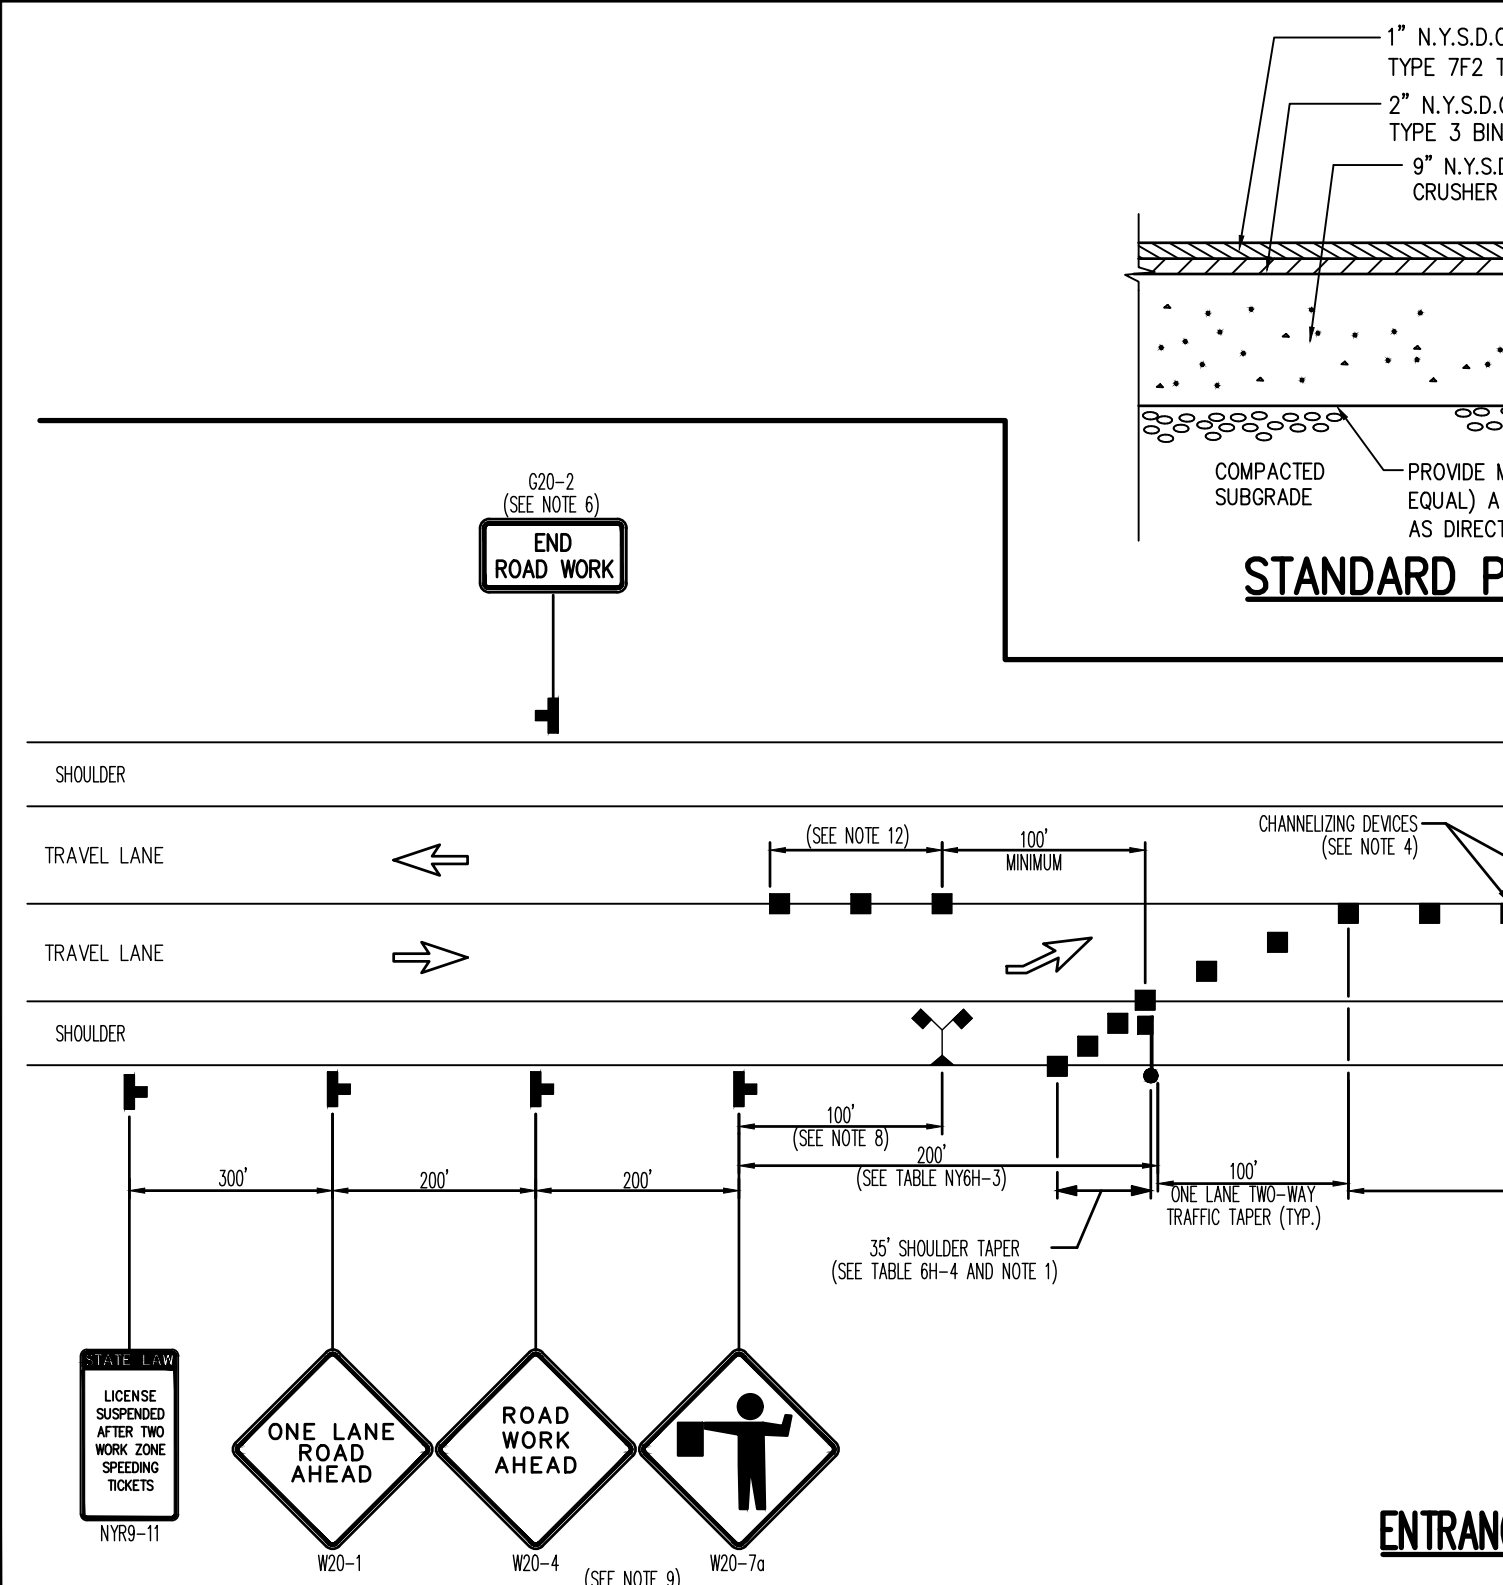 1” N.Y.S.D.
TYPE 7F2
2” N.Y.S.D.
TYPE 3 BIN
9” N.Y.S.
CRUSHER
COMPACTED
SUBGRADE
PROVIDE
EQUAL) A
AS DIRECT
STANDARD P
G20-2
(SEE NOTE 6)
END
ROAD WORK
SHOULDER
TRAVEL LANE
(SEE NOTE 12)
100'
MINIMUM
CHANNELIZING DEVICES
(SEE NOTE 4)
TRAVEL LANE
SHOULDER
100'
(SEE NOTE 8)
200'
(SEE TABLE NY6H-3)
300'
200'
200'
100'
ONE LANE TWO-WAY
TRAFFIC TAPER (TYP.)
35' SHOULDER TAPER
(SEE TABLE 6H-4 AND NOTE 1)
STATE LAW
LICENSE
SUSPENDED
AFTER TWO
WORK ZONE
SPEEDING
TICKETS
NYR9-11
ONE LANE
ROAD
AHEAD
W20-1
ROAD
WORK
AHEAD
W20-4
W20-7a
(SEE NOTE 9)
ENTRANC